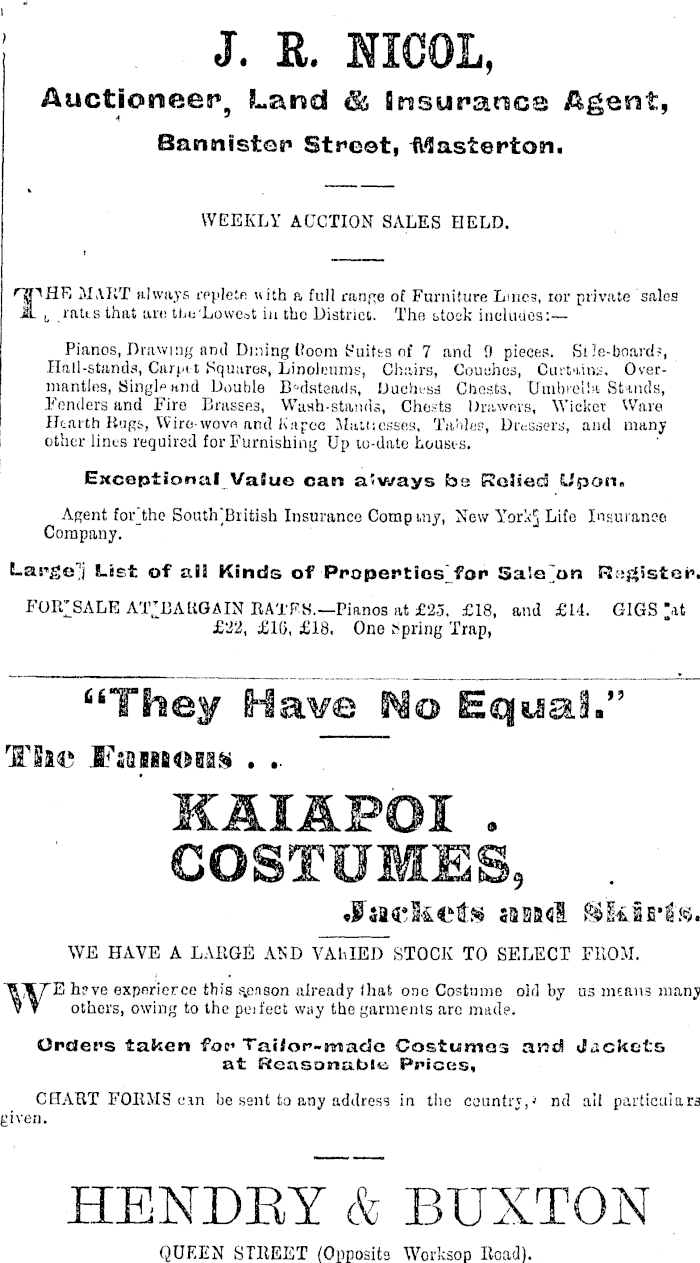 J. R. NICOL,
Auctioneer, Land & Insurance Agent,
Bannister Street, Masterton.
WEEKLY AUCTION SALES HELD.
THE MART always replete with a full range of Furniture Lines, for private sales
rates that are the Lowest in the District. The stock includes:—
Pianos, Drawing and Dining Room Suites of 7 and 9 pieces. Side-boards,
Hall-stands, Carpet Squares, Linoleums, Chairs, Couches, Curtains, Over-
mantles, Single and Double Bedsteads, Duchess Chests, Umbrella Stands,
Fenders and Fire Brasses, Wash-stands, Chests Drawers, Wicker Ware
Hearth Rugs, Wire-wove and Kapoc Mattresses, Tables, Dressers, and many
other lines required for Furnishing Up to-date houses.
Exceptional Value can always be Relied Upon.
Agent for the South British Insurance Company, New York Life Insurance
Company.
Large List of all Kinds of Properties for Sale on Register.
FOR SALE AT BARGAIN RATES.—Pianos at £25, £18, and £14. GIGS at
£22, £16, £18. One Spring Trap,
"They Have No Equal."
The Famous . .
KAIAPOI .
COSTUMES,
Jackets and Skirts.
WE HAVE A LARGE AND VARIED STOCK TO SELECT FROM.
WE have experience this season already that one Costume old by us means many
others, owing to the perfect way the garments are made.
Orders taken for Tailor-made Costumes and Jackets
at Reasonable Prices,
CHART FORMS can be sent to any address in the country, nd all particulars
given.
HENDRY & BUXTON
QUEEN STREET (Opposite Worksop Road).